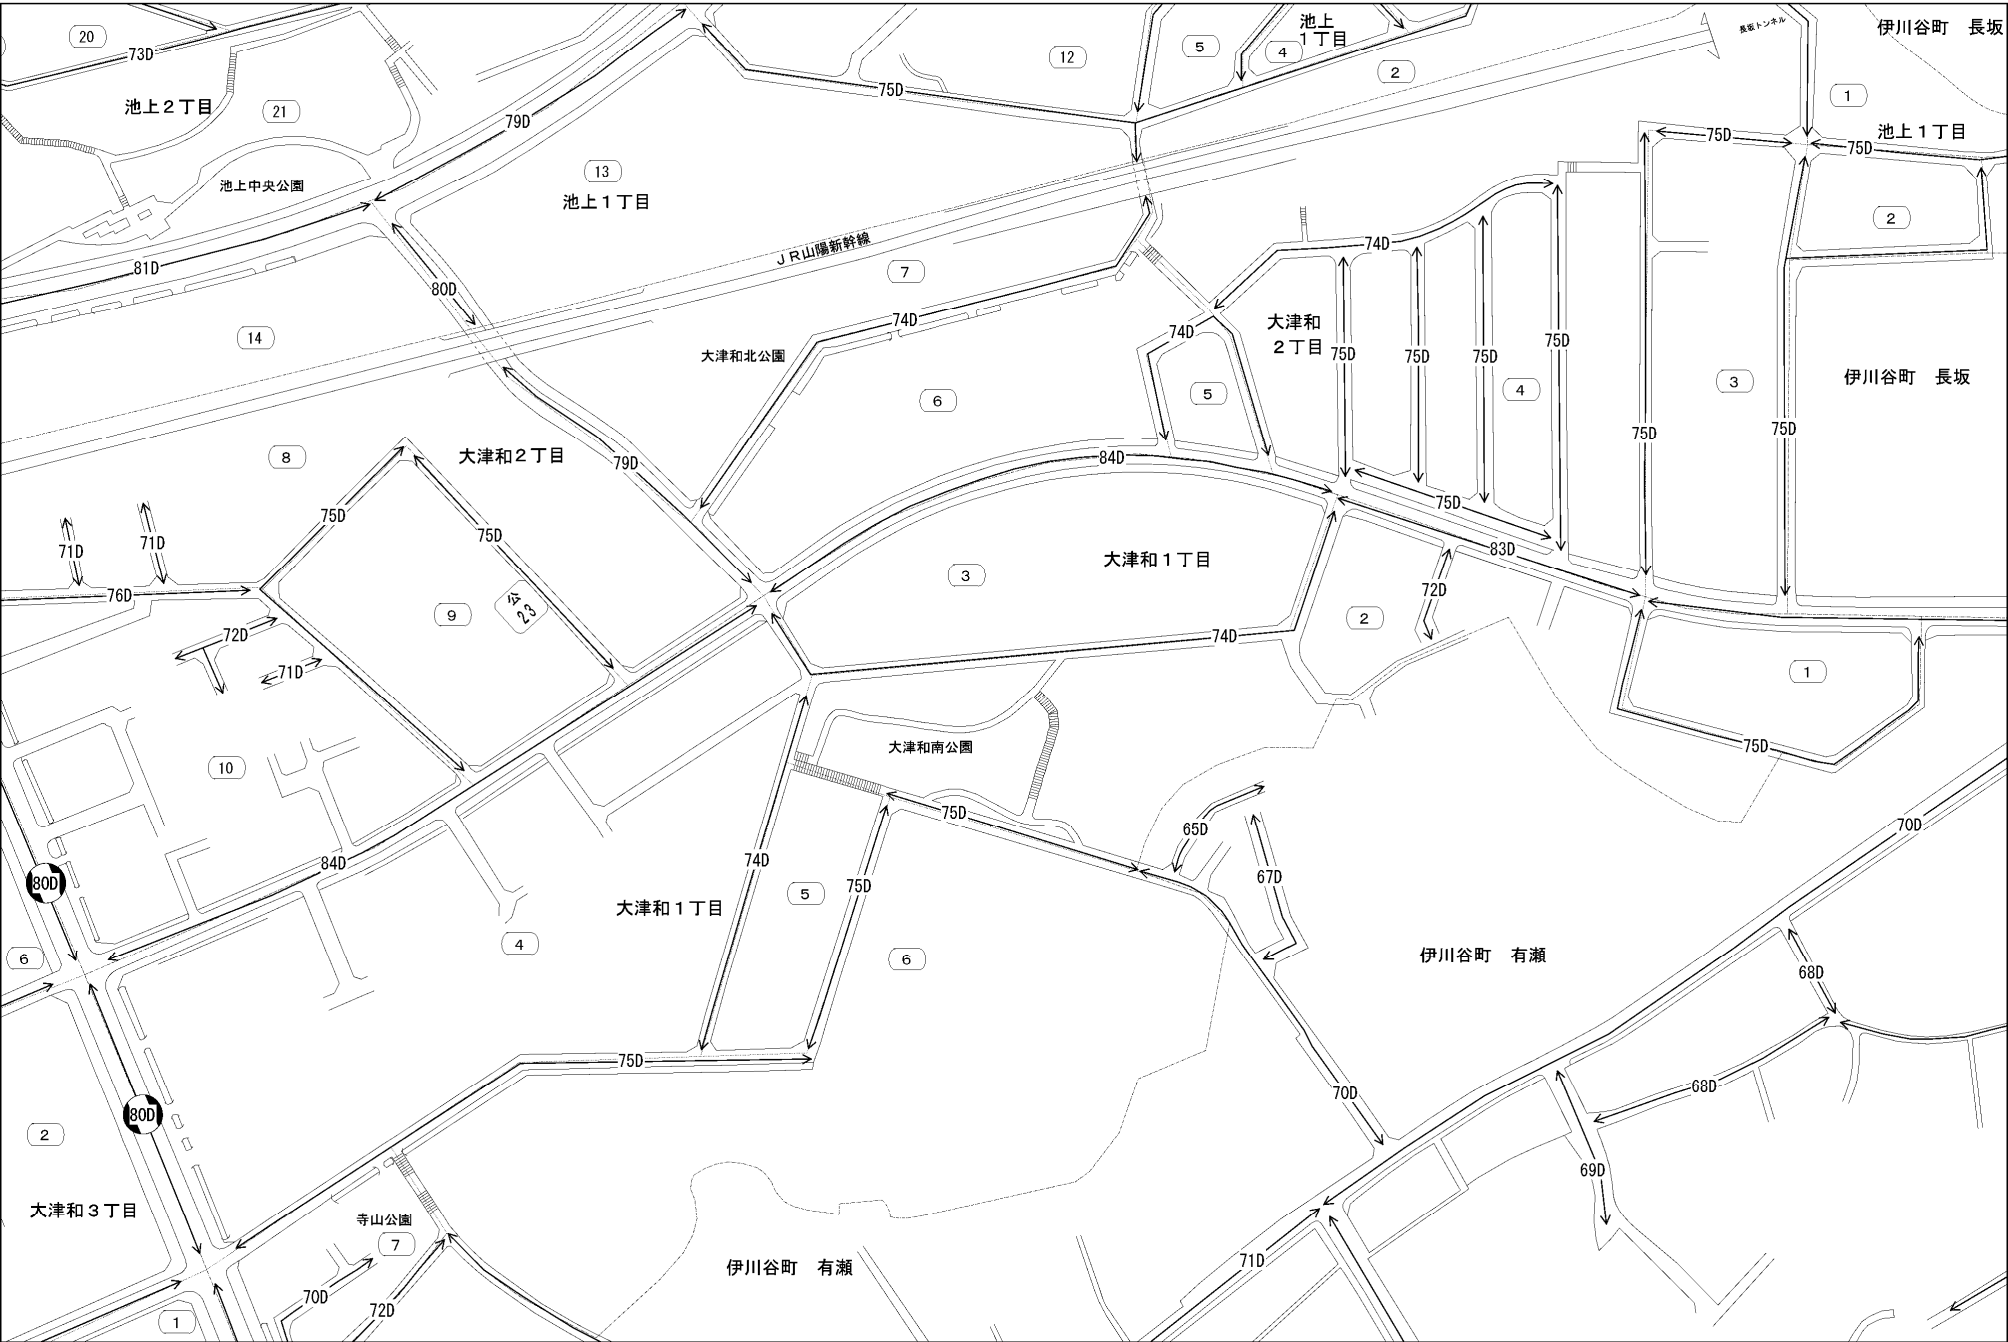 20
73D
池上２丁目
21
79D
池上中央公園
81D
14
80D
13
池上１丁目
12
75D
5
4
池上
１丁目
2
長坂トンネル
伊川谷町　長坂
1
池上１丁目
75D
75D
2
ＪＲ山陽新幹線
7
74D
74D
74D
大津和
２丁目
大津和北公園
6
5
75D
75D
75D
75D
4
75D
3
75D
伊川谷町　長坂
8
大津和２丁目
79D
84D
75D
75D
75D
71D
71D
76D
9
公
23
3
大津和１丁目
83D
72D
2
72D
71D
74D
1
75D
10
大津和南公園
75D
65D
67D
70D
84D
80D
大津和１丁目
74D
5
75D
6
4
6
伊川谷町　有瀬
68D
75D
70D
68D
80D
2
69D
大津和３丁目
寺山公園
7
伊川谷町　有瀬
71D
70D
72D
1